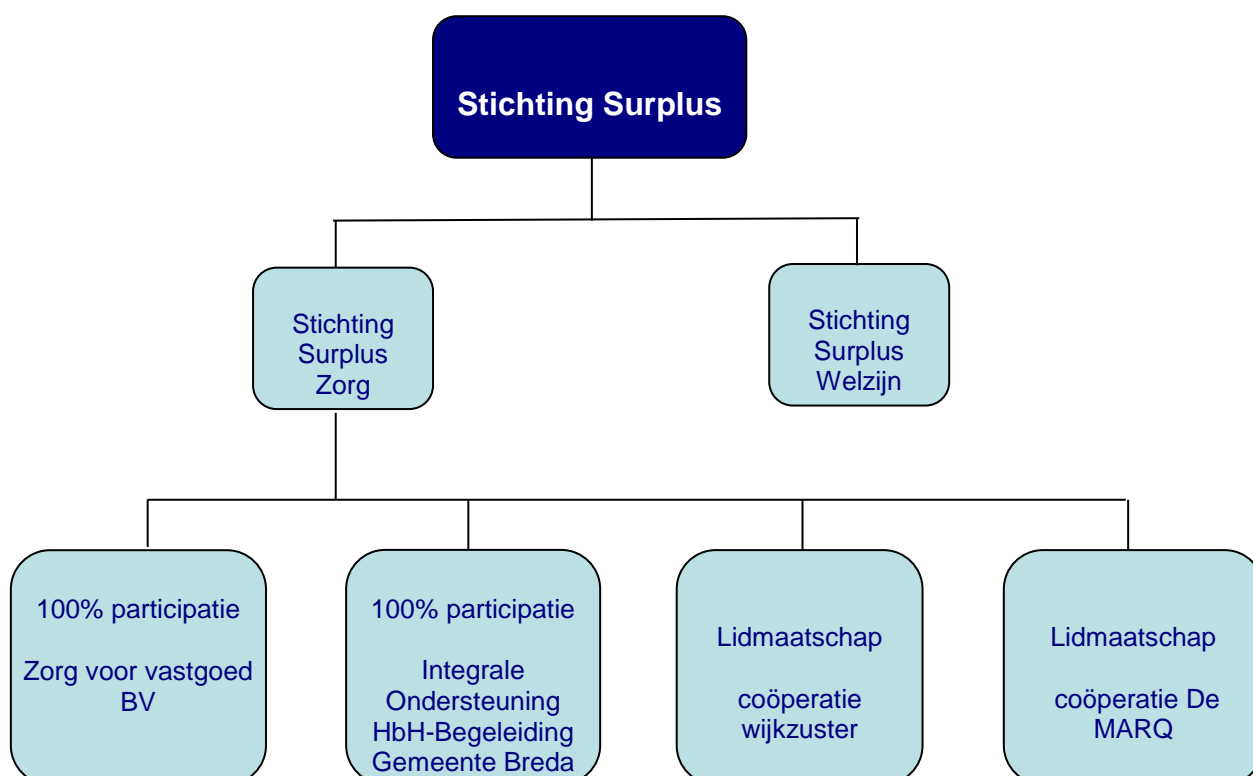 Stichting Surplus
Stichting
Surplus
Zorg
Stichting
Surplus
Welzijn
100% participatie
Zorg voor vastgoed
BV
100% participatie
Integrale
Ondersteuning
HbH-Begeleiding
Gemeente Breda
Lidmaatschap
coöperatie
wijkzuster
Lidmaatschap
coöperatie De
MARQ